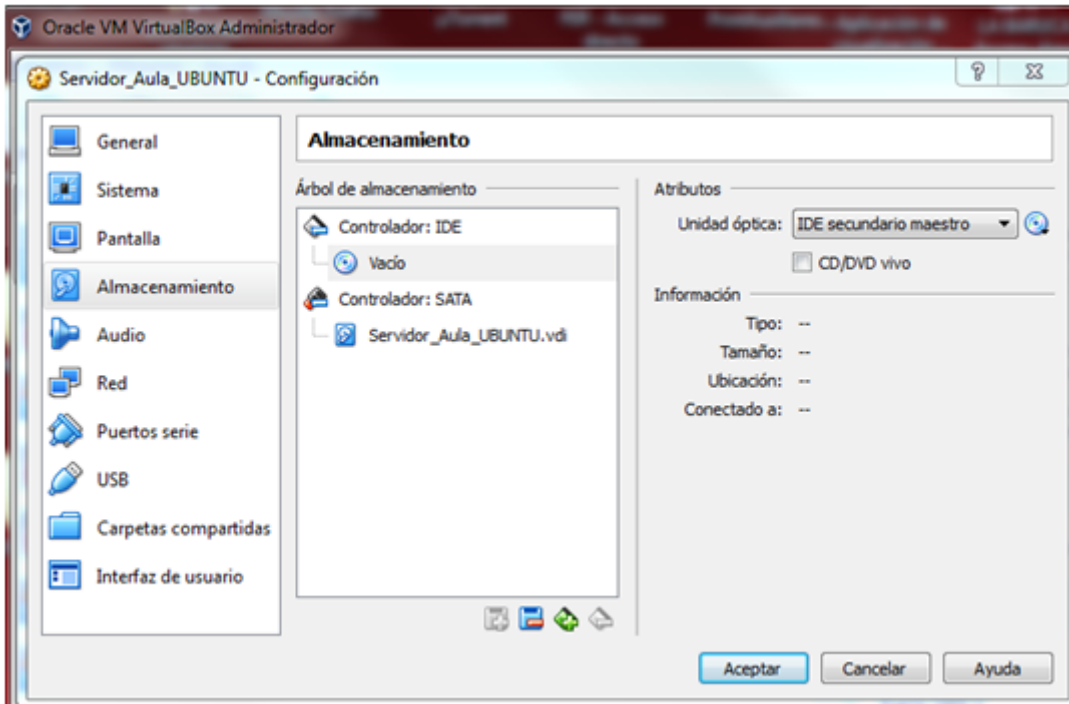 Oracle VM VirtualBox Administrador
Servidor_Aula_UBUNTU - Configuración
General
Sistema
Pantalla
Almacenamiento
Audio
Red
Puertos serie
USB
Carpetas compartidas
Interfaz de usuario
Almacenamiento
Árbol de almacenamiento
Controlador: IDE
Vacío
Controlador: SATA
Servidor_Aula_UBUNTU.vdi
Atributos
Unidad óptica: IDE secundario maestro
CD/DVD vivo
Información
Tipo: --
Tamaño: --
Ubicación: --
Conectado a: --
Aceptar
Cancelar
Ayuda